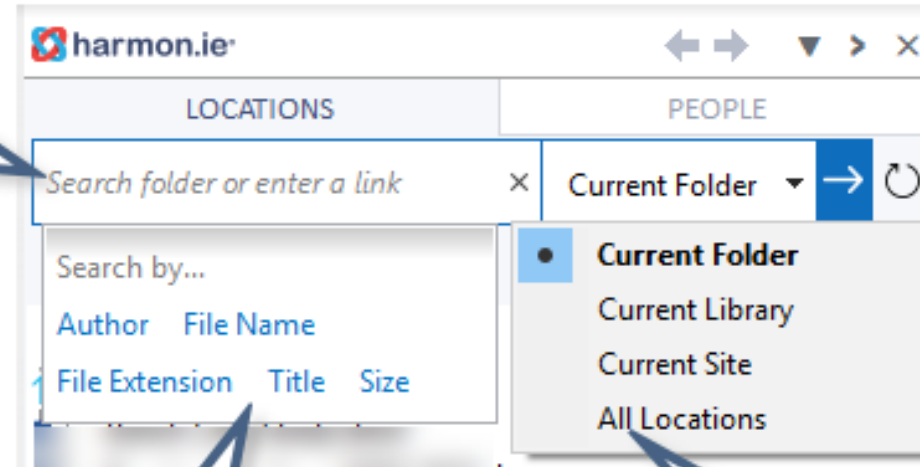 harmon.ie
LOCATIONS PEOPLE
Search folder or enter a link × Current Folder
Search by...
Author File Name
File Extension Title Size
Current Folder
Current Library
Current Site
All Locations